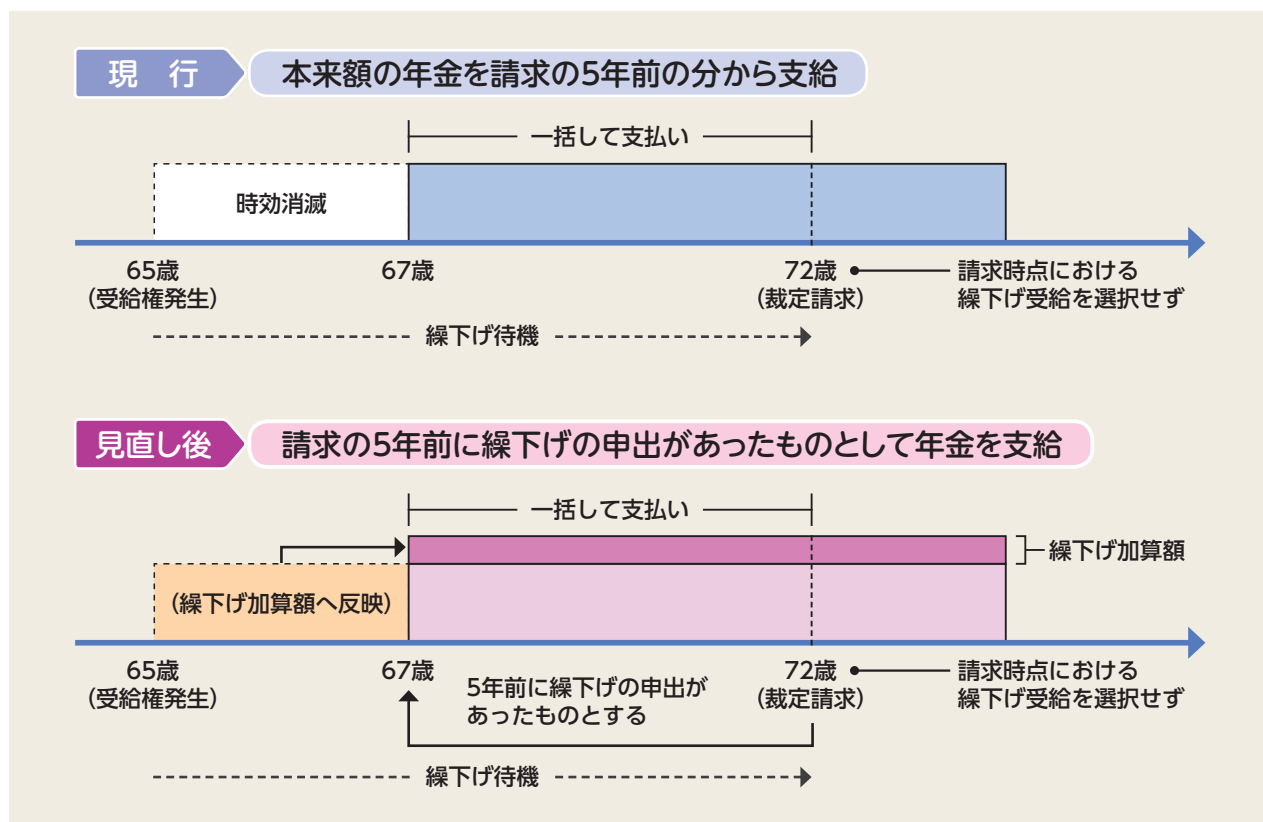 現　行
本来額の年金を請求の5年前の分から支給
一括して支払い
時効消滅
65歳
(受給権発生)
67歳
72歳
(裁定請求)
請求時点における
繰下げ受給を選択せず
繰下げ待機
見直し後
請求の5年前に繰下げの申出があったものとして年金を支給
一括して支払い
繰下げ加算額
(繰下げ加算額へ反映)
65歳
(受給権発生)
67歳
5年前に繰下げの申出が
あったものとする
72歳
(裁定請求)
請求時点における
繰下げ受給を選択せず
繰下げ待機